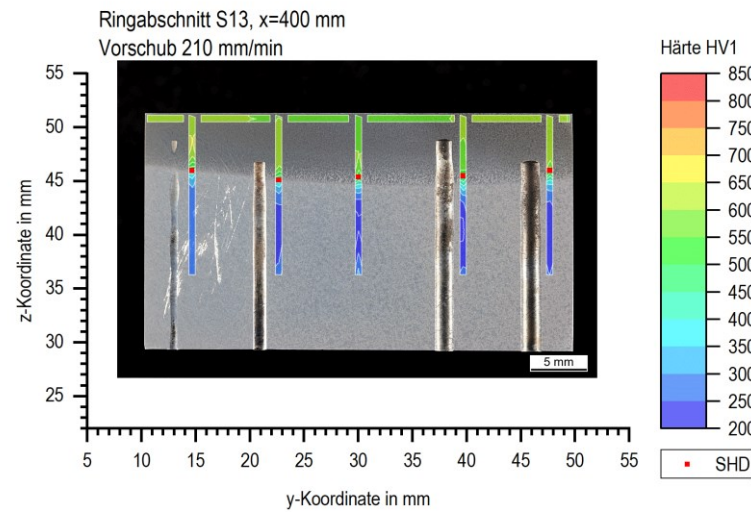 Ringabschnitt S13, x=400 mm
Vorschub 210 mm/min
Härte HV1
55
50
45
40
35
30
25
z-Koordinate in mm
5 mm
5 10 15 20 25 30 35 40 45 50 55
y-Koordinate in mm
850
800
750
700
650
600
550
500
450
400
350
300
250
200
SHD